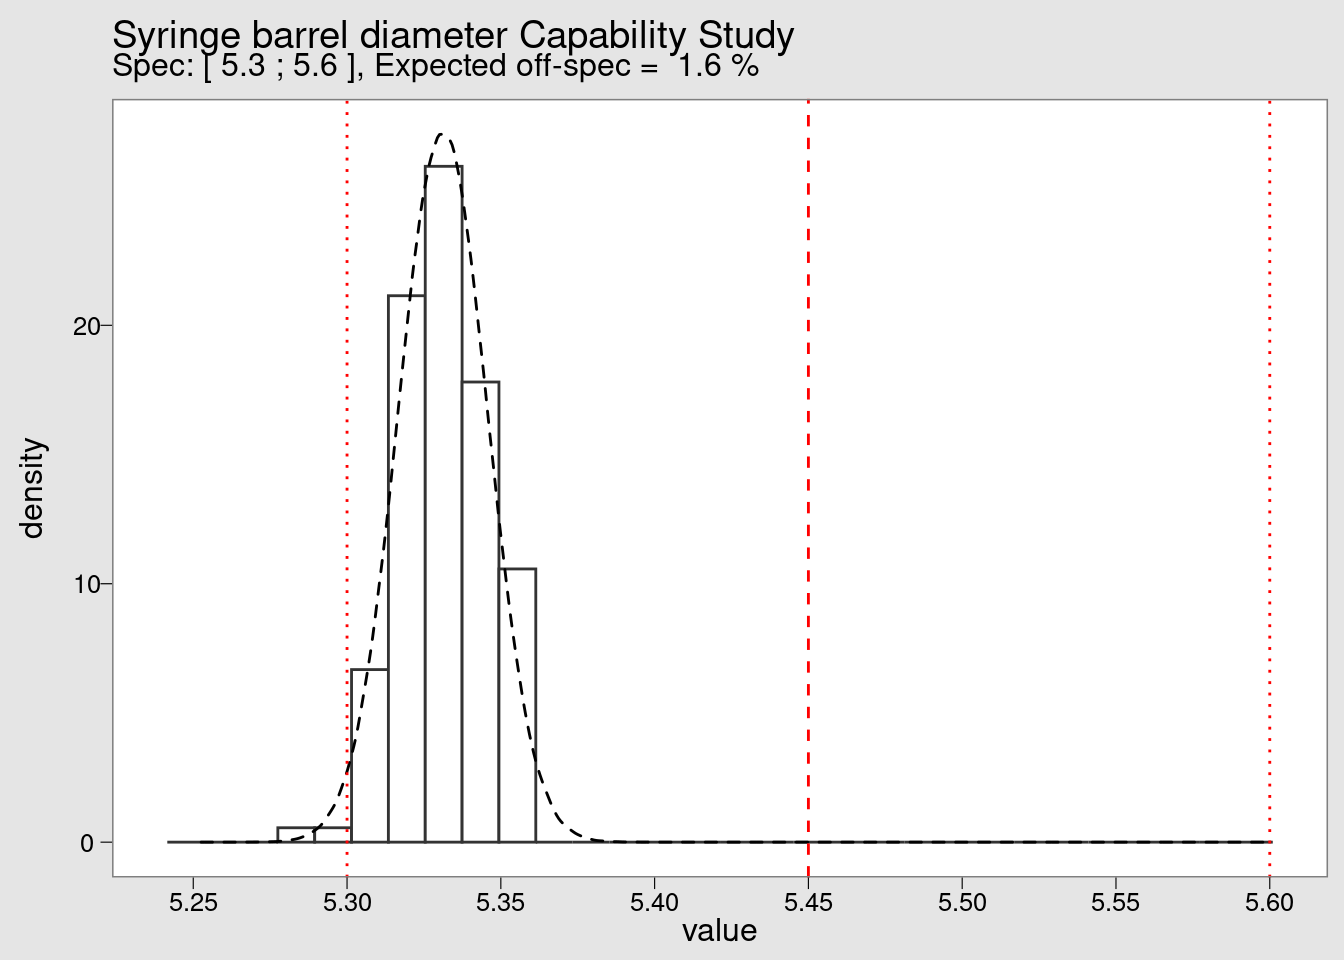 Syringe barrel diameter Capability Study
Spec: [ 5.3 ; 5.6 ], Expected off-spec =  1.6 %
density
20
10
0
5.25 5.30 5.35 5.40 5.45 5.50 5.55 5.60
value